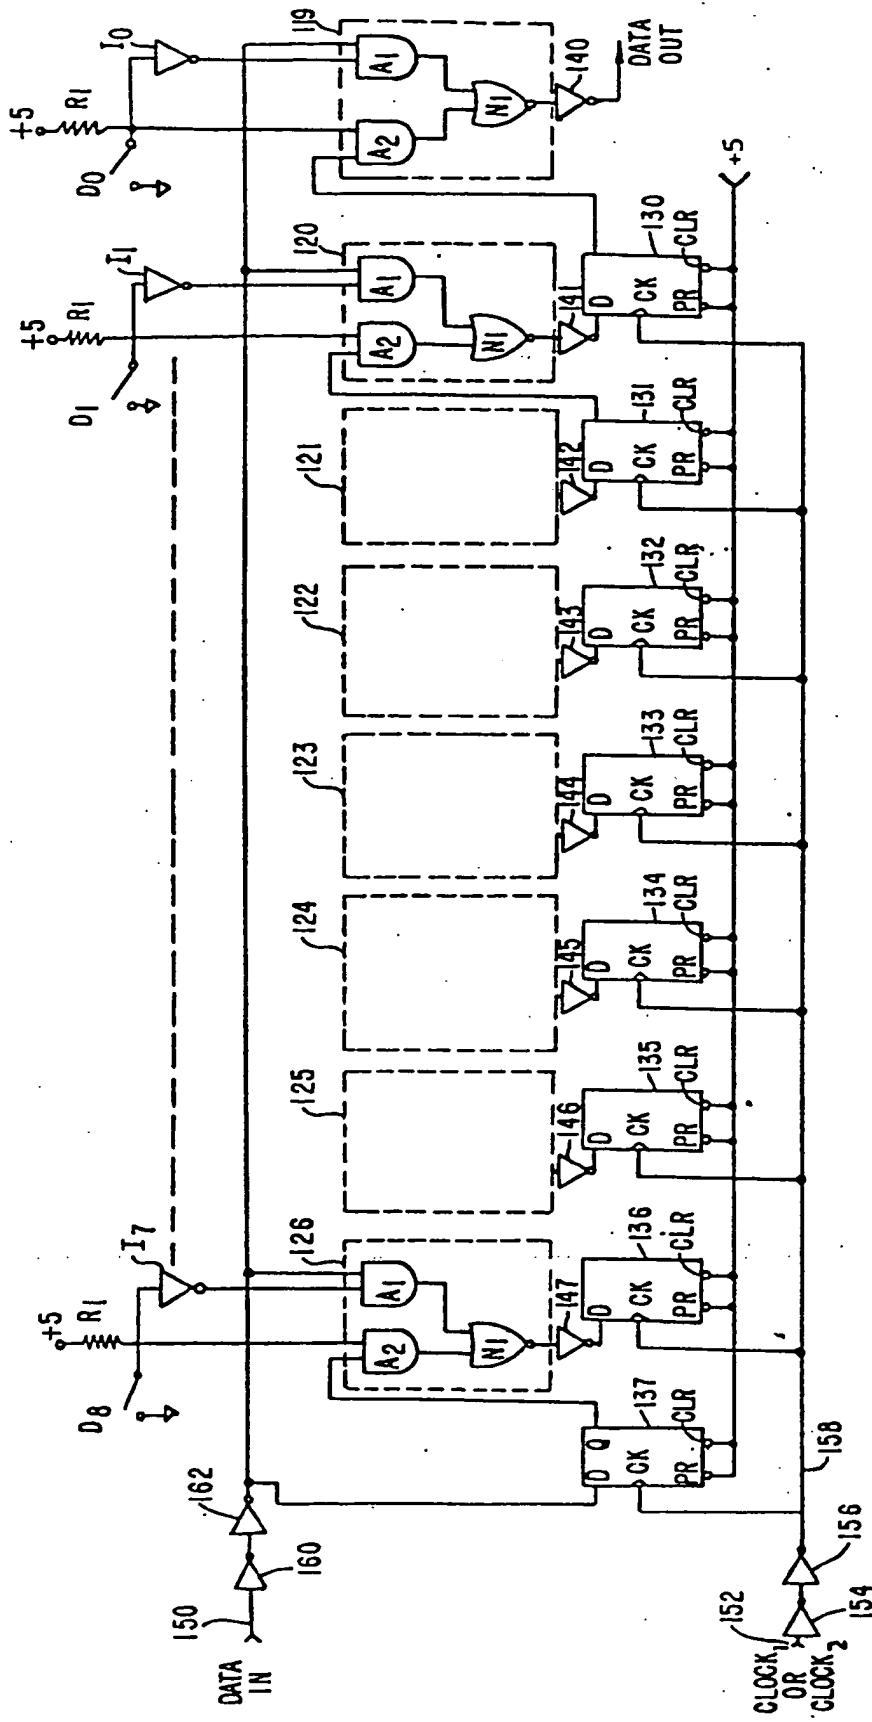 +5
R1
D8
I7
+5
R1
D1
I1
+5
R1
D0
I0
162
160
150
DATA
IN
126
125
124
123
122
121
120
119
A1
A2
N1
A1
A2
N1
A1
A2
N1
147
146
145
144
143
142
141
140
DATA
OUT
137
D Q
CK
PR
CLR
136
D
CK
PR
CLR
135
D
CK
PR
CLR
134
D
CK
PR
CLR
133
D
CK
PR
CLR
132
D
CK
PR
CLR
131
D
CK
PR
CLR
130
D
CK
PR
CLR
+5
158
156
154
152
CLOCK1
OR
CLOCK2